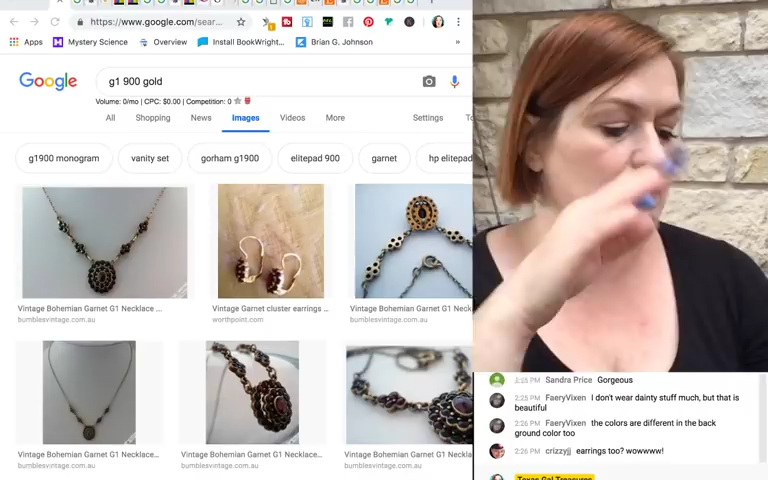 https://www.google.com/sear...
Apps Mystery Science Overview Install BookWright... Brian G. Johnson »
Google
g1 900 gold
Volume: 0/mo | CPC: $0.00 | Competition: 0
All Shopping News Images Videos More Settings To
g1900 monogram vanity set gorham g1900 elitepad 900 garnet hp elitepad
Vintage Bohemian Garnet G1 Necklace ...
bumblesvintage.com.au
Vintage Garnet cluster earrings ...
worthpoint.com
Vintage Bohemian Garnet G1 Neckl
bumblesvintage.com.au
Vintage Bohemian Garnet G1 Necklace...
bumblesvintage.com.au
Vintage Bohemian Garnet G1 Necklace...
bumblesvintage.com.au
Vintage Bohemian Garnet G1 Neckla
bumblesvintage.com.au
2:25 PM Sandra Price Gorgeous
2:25 PM FaeryVixen I don't wear dainty stuff much, but that is
beautiful
2:26 PM FaeryVixen the colors are different in the back
ground color too
2:26 PM crizzyjj earrings too? wowwww!
Texas Gal Treasures